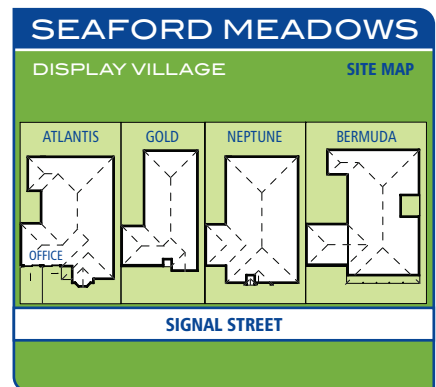 SEAFORD MEADOWS
DISPLAY VILLAGE SITE MAP
ATLANTIS GOLD NEPTUNE BERMUDA
OFFICE
SIGNAL STREET